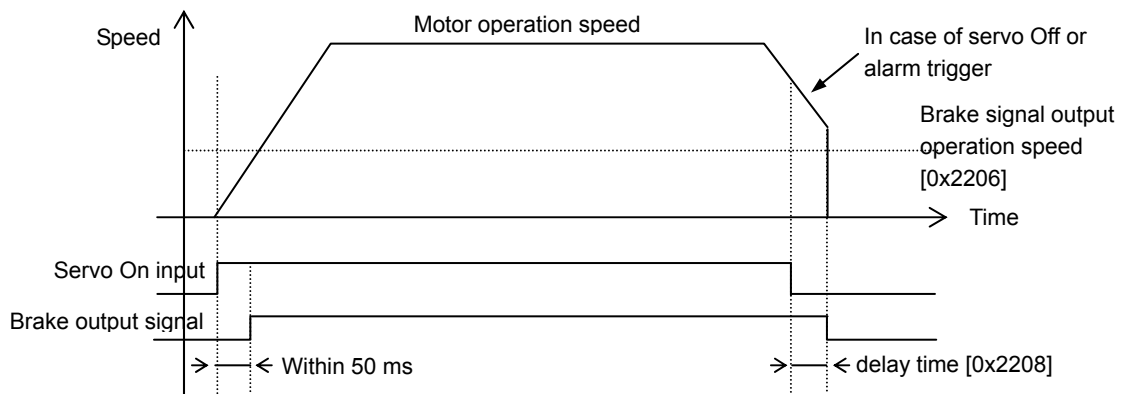 Motor operation speed
Speed
In case of servo Off or
alarm trigger
Brake signal output
operation speed
[0x2206]
Time
Servo On input
Brake output signal
Within 50 ms
delay time [0x2208]